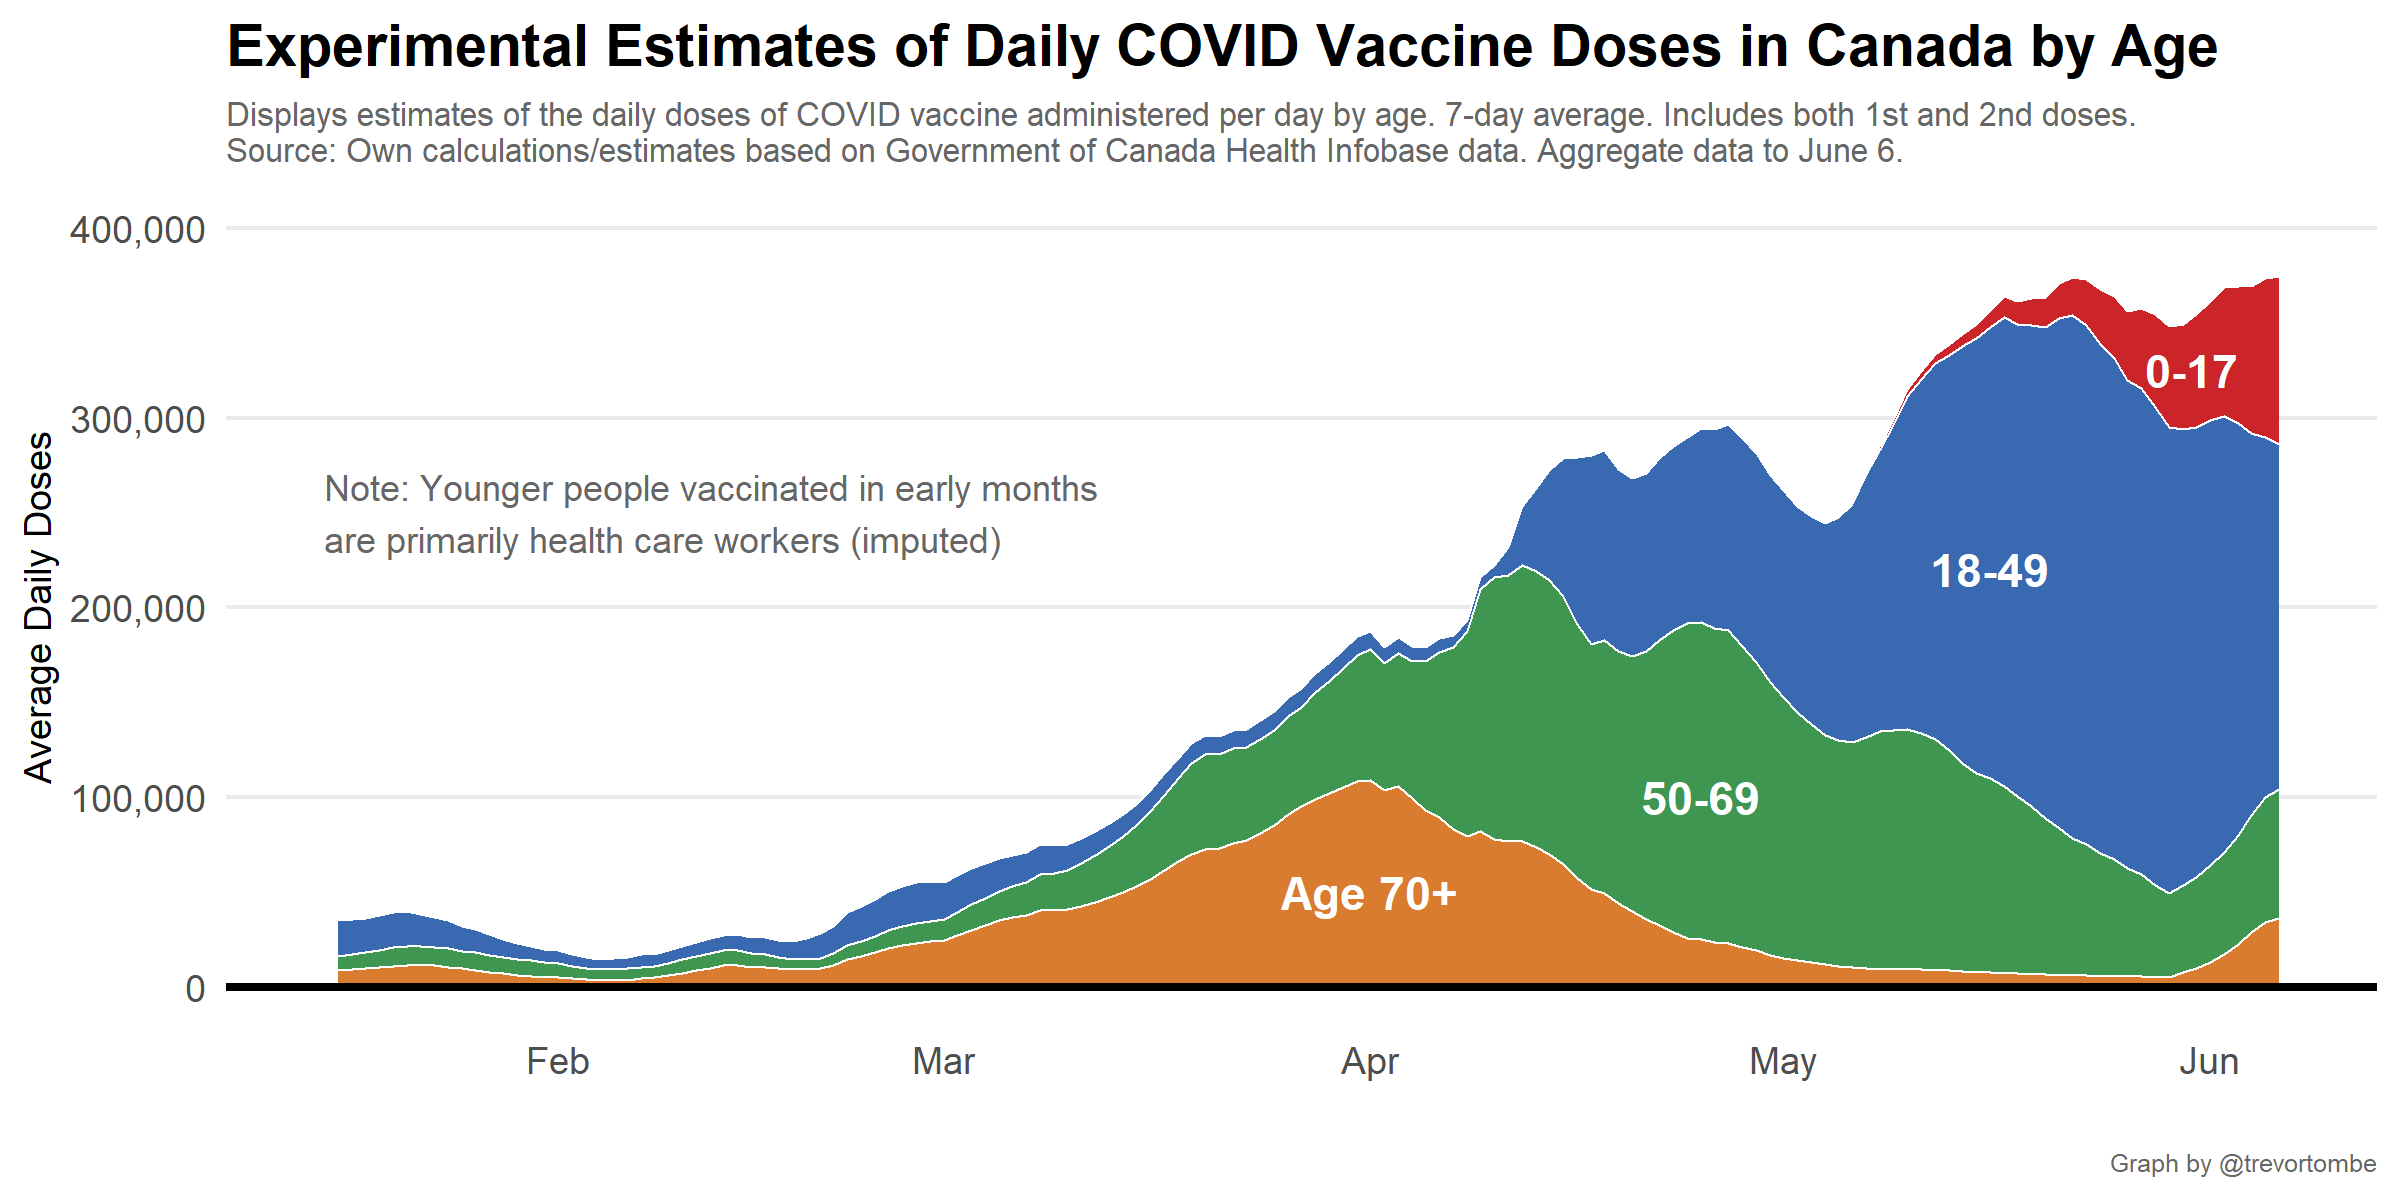 Experimental Estimates of Daily COVID Vaccine Doses in Canada by Age
Displays estimates of the daily doses of COVID vaccine administered per day by age. 7-day average. Includes both 1st and 2nd doses.
Source: Own calculations/estimates based on Government of Canada Health Infobase data. Aggregate data to June 6.
Average Daily Doses
400,000
300,000
200,000
100,000
0
Note: Younger people vaccinated in early months
are primarily health care workers (imputed)
0-17
18-49
50-69
Age 70+
Feb
Mar
Apr
May
Jun
Graph by @trevortombe